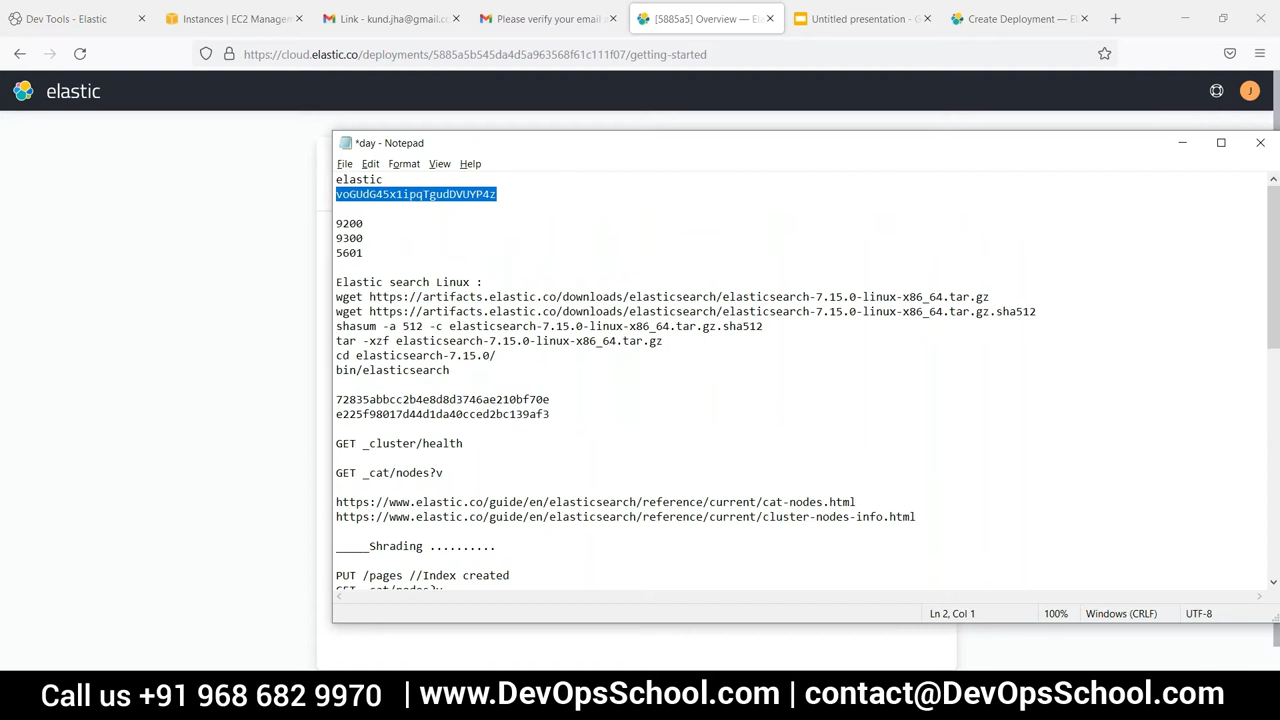 Dev Tools - Elastic
Instances | EC2 Managem
Link - kund.jha@gmail.c
Please verify your email a
[5885a5] Overview — Ela
Untitled presentation - G
Create Deployment — Ela
https://cloud.elastic.co/deployments/5885a5b545da4d5a963568f61c111f07/getting-started
elastic
J
*day - Notepad
File Edit Format View Help
elastic
voGUdG45x1ipqTgudDVUYP4z
9200
9300
5601
Elastic search Linux :
wget https://artifacts.elastic.co/downloads/elasticsearch/elasticsearch-7.15.0-linux-x86_64.tar.gz
wget https://artifacts.elastic.co/downloads/elasticsearch/elasticsearch-7.15.0-linux-x86_64.tar.gz.sha512
shasum -a 512 -c elasticsearch-7.15.0-linux-x86_64.tar.gz.sha512
tar -xzf elasticsearch-7.15.0-linux-x86_64.tar.gz
cd elasticsearch-7.15.0/
bin/elasticsearch
72835abbcc2b4e8d8d3746ae210bf70e
e225f98017d44d1da40cced2bc139af3
GET _cluster/health
GET _cat/nodes?v
https://www.elastic.co/guide/en/elasticsearch/reference/current/cat-nodes.html
https://www.elastic.co/guide/en/elasticsearch/reference/current/cluster-nodes-info.html
_____Shrading ..........
PUT /pages //Index created
GET _cat/nodes?v
Ln 2, Col 1
100%
Windows (CRLF)
UTF-8
Call us +91 968 682 9970 | www.DevOpsSchool.com | contact@DevOpsSchool.com